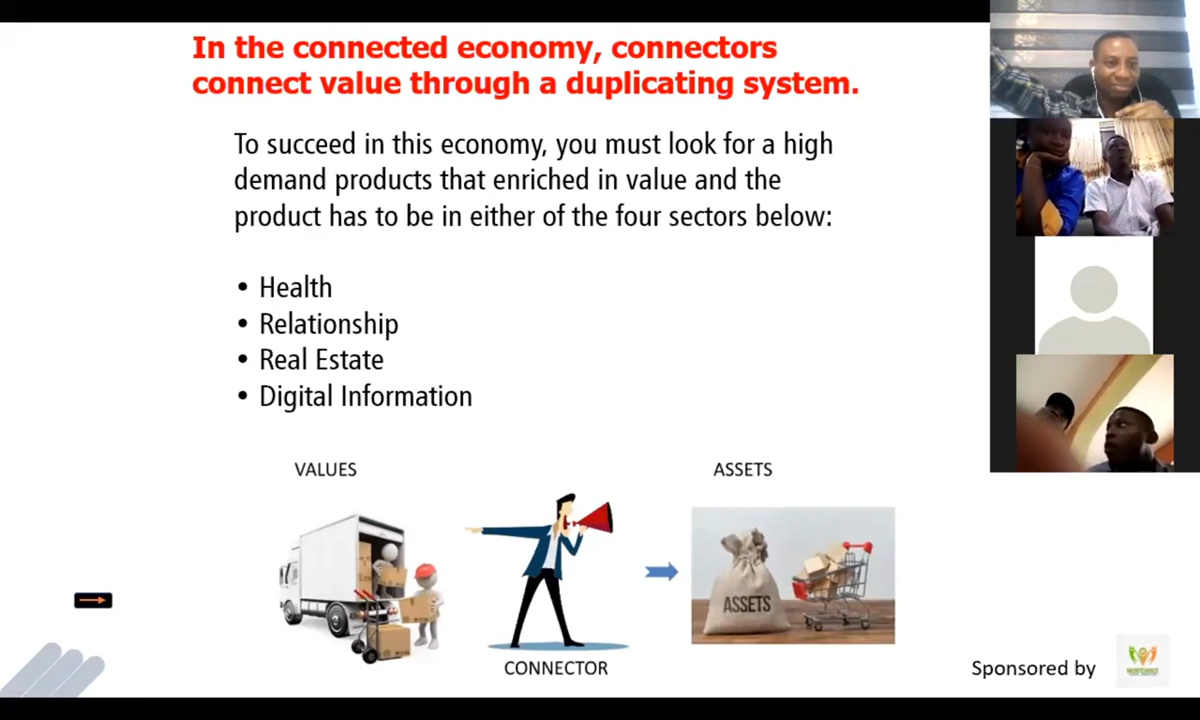 In the connected economy, connectors
connect value through a duplicating system.
To succeed in this economy, you must look for a high
demand products that enriched in value and the
product has to be in either of the four sectors below:
• Health
• Relationship
• Real Estate
• Digital Information
VALUES
ASSETS
ASSETS
CONNECTOR
Sponsored by